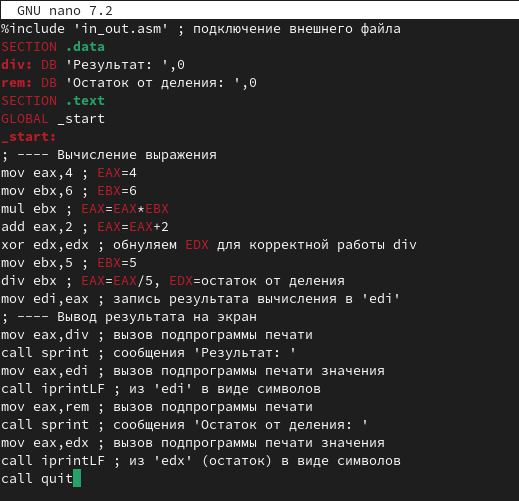 GNU nano 7.2
%include 'in_out.asm' ; подключение внешнего файла
SECTION .data
div: DB 'Результат: ',0
rem: DB 'Остаток от деления: ',0
SECTION .text
GLOBAL _start
_start:
; ---- Вычисление выражения
mov eax,4 ; EAX=4
mov ebx,6 ; EBX=6
mul ebx ; EAX=EAX*EBX
add eax,2 ; EAX=EAX+2
xor edx,edx ; обнуляем EDX для корректной работы div
mov ebx,5 ; EBX=5
div ebx ; EAX=EAX/5, EDX=остаток от деления
mov edi,eax ; запись результата вычисления в 'edi'
; ---- Вывод результата на экран
mov eax,div ; вызов подпрограммы печати
call sprint ; сообщения 'Результат: '
mov eax,edi ; вызов подпрограммы печати значения
call iprintLF ; из 'edi' в виде символов
mov eax,rem ; вызов подпрограммы печати
call sprint ; сообщения 'Остаток от деления: '
mov eax,edx ; вызов подпрограммы печати значения
call iprintLF ; из 'edx' (остаток) в виде символов
call quit